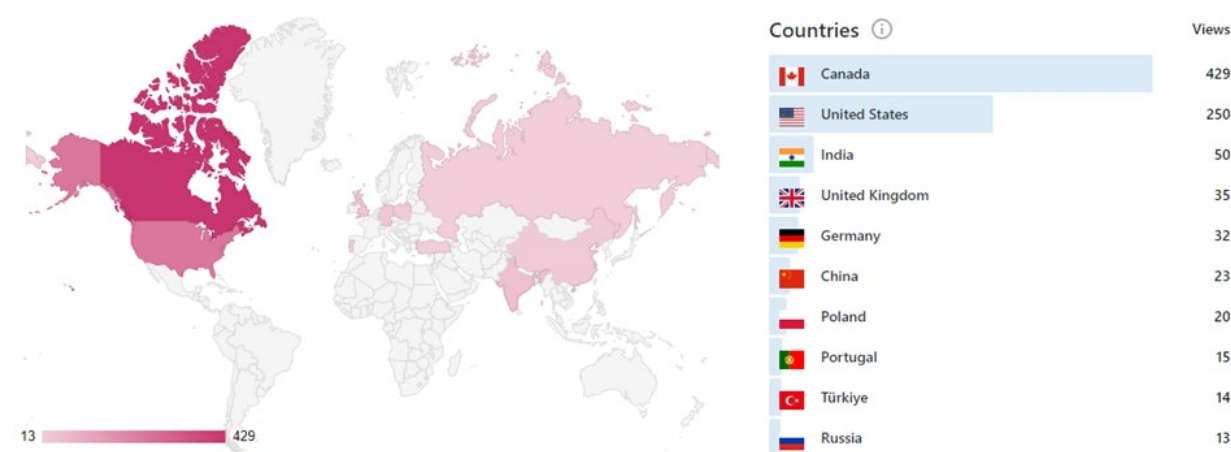 Countries Views
Canada 429
United States 250
India 50
United Kingdom 35
Germany 32
China 23
Poland 20
Portugal 15
Türkiye 14
Russia 13
13 429